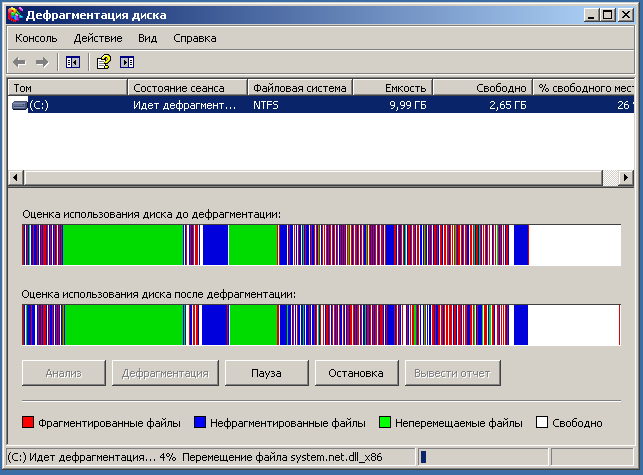 Дефрагментация диска
Консоль Действие Вид Справка
Том Состояние сеанса Файловая система Емкость Свободно % свободного мес
(C:) Идет дефрагмент... NTFS 9,99 ГБ 2,65 ГБ 26
Оценка использования диска до дефрагментации:
Оценка использования диска после дефрагментации:
Анализ Дефрагментация Пауза Остановка Вывести отчет
Фрагментированные файлы Нефрагментированные файлы Неперемещаемые файлы Свободно
(C:) Идет дефрагментация... 4% Перемещение файла system.net.dll_x86